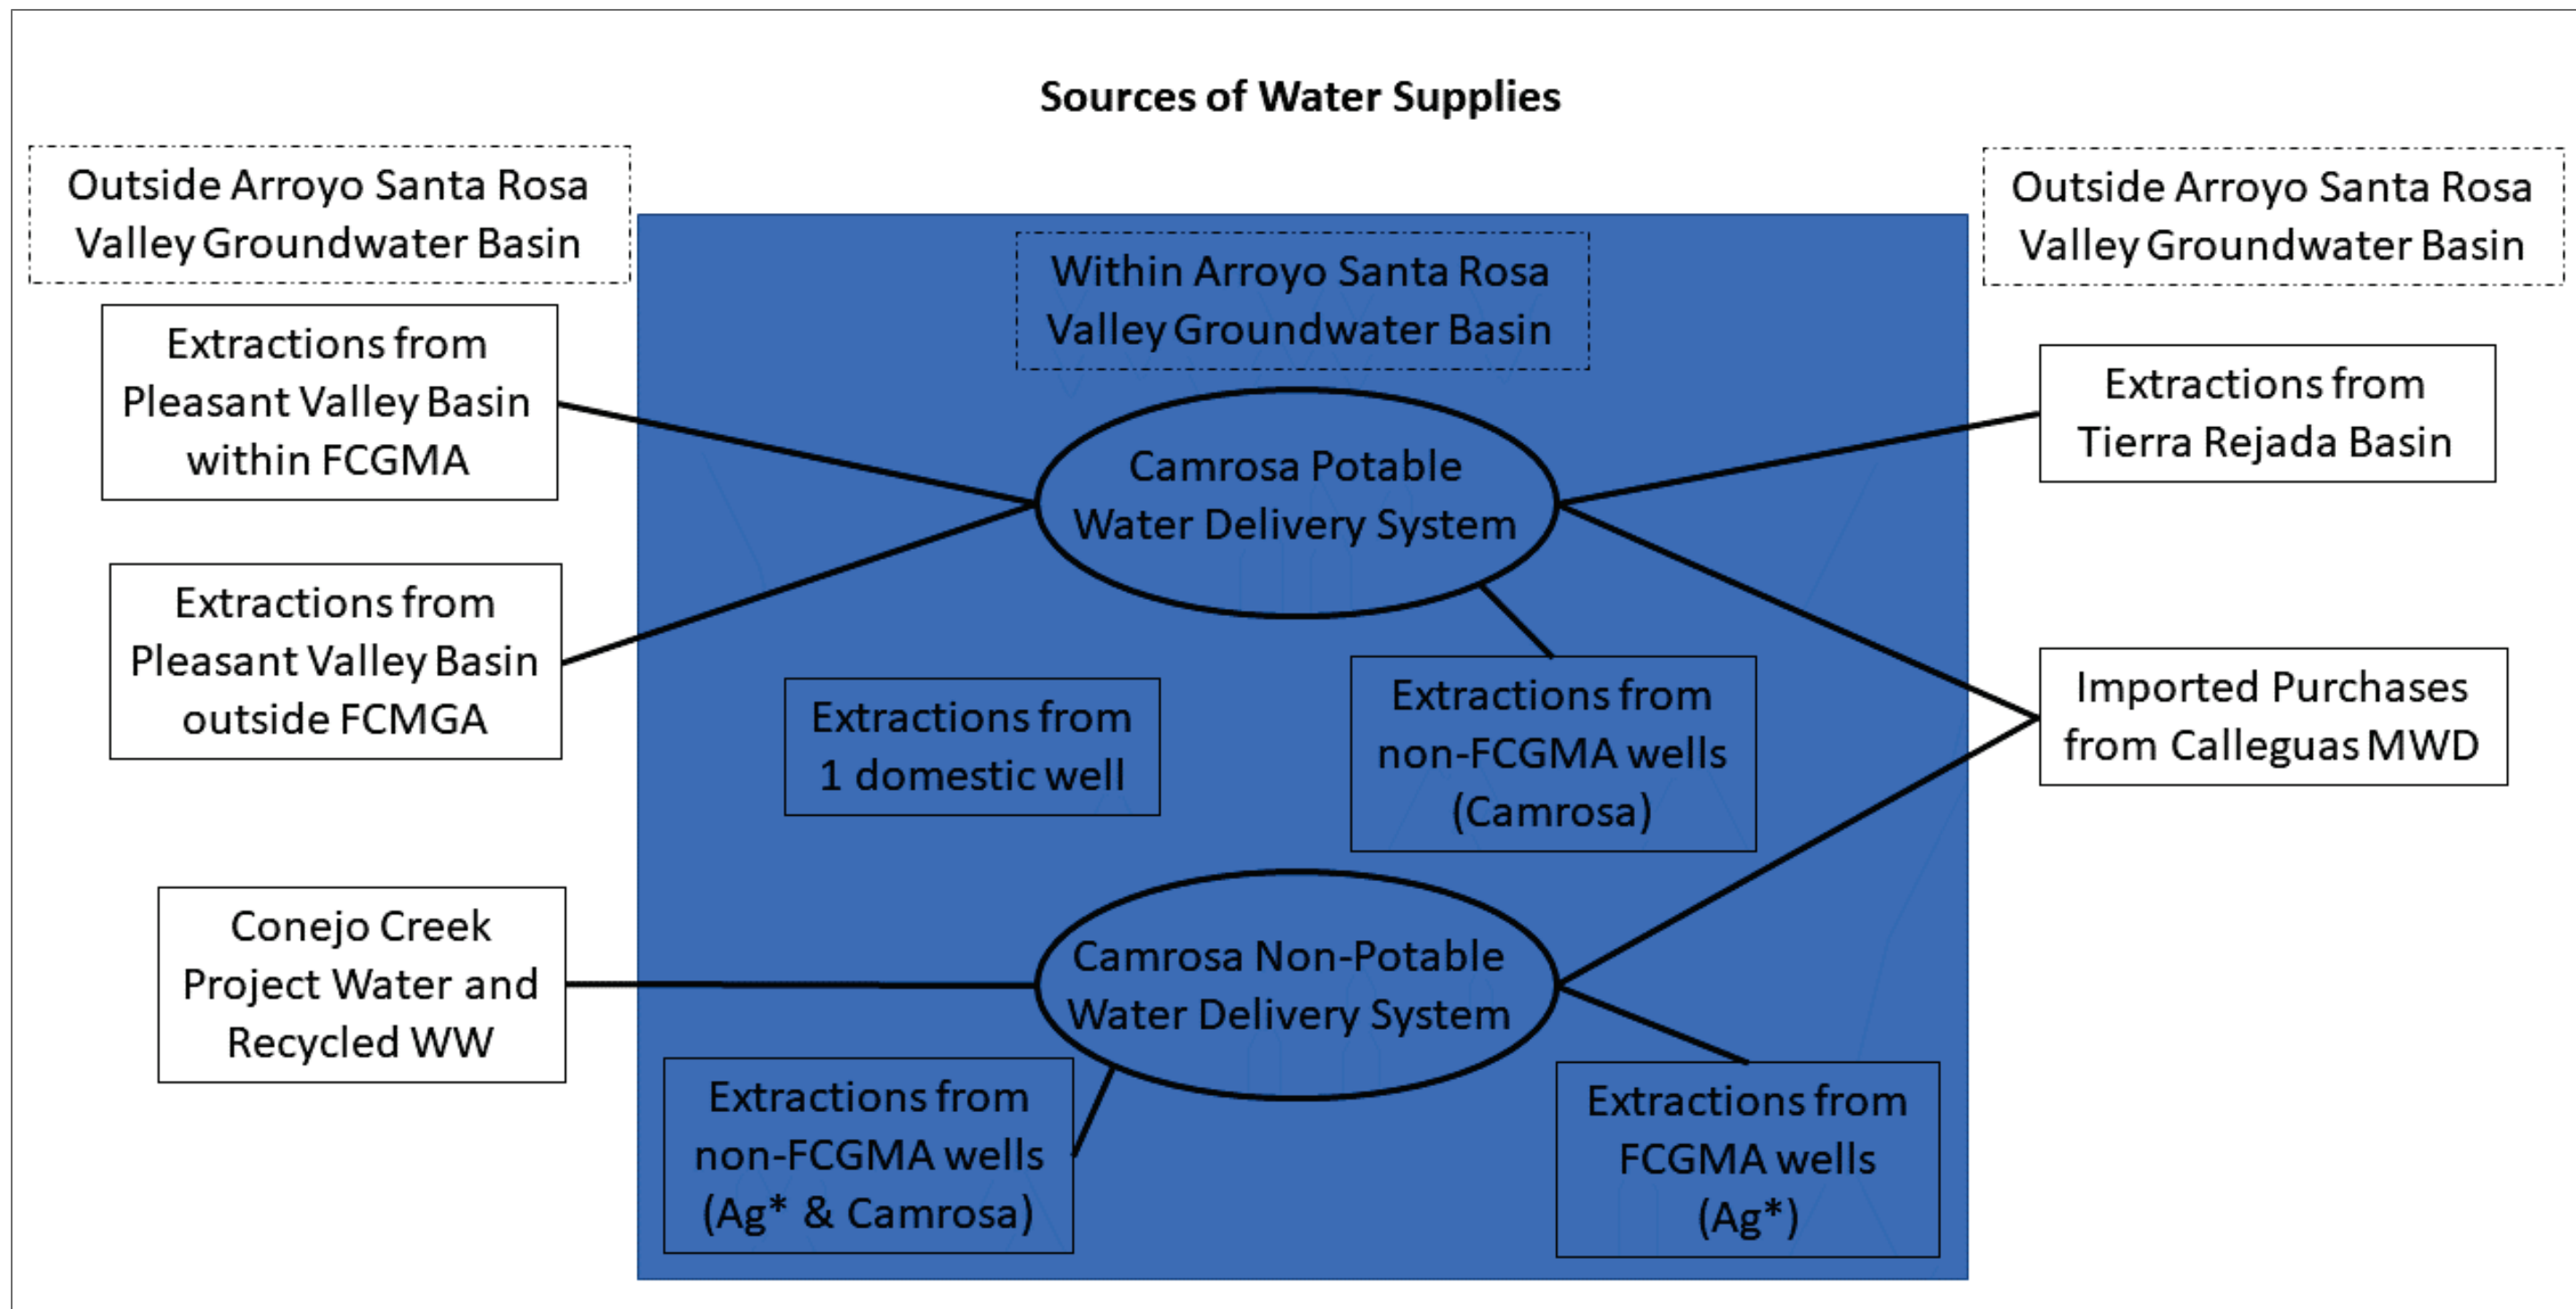 Sources of Water Supplies
Outside Arroyo Santa Rosa
Valley Groundwater Basin
Extractions from
Pleasant Valley Basin
within FCGMA
Extractions from
Pleasant Valley Basin
outside FCMGA
Conejo Creek
Project Water and
Recycled WW
Within Arroyo Santa Rosa
Valley Groundwater Basin
Camrosa Potable
Water Delivery System
Extractions from
1 domestic well
Extractions from
non-FCGMA wells
(Camrosa)
Camrosa Non-Potable
Water Delivery System
Extractions from
non-FCGMA wells
(Ag* & Camrosa)
Extractions from
FCGMA wells
(Ag*)
Outside Arroyo Santa Rosa
Valley Groundwater Basin
Extractions from
Tierra Rejada Basin
Imported Purchases
from Calleguas MWD